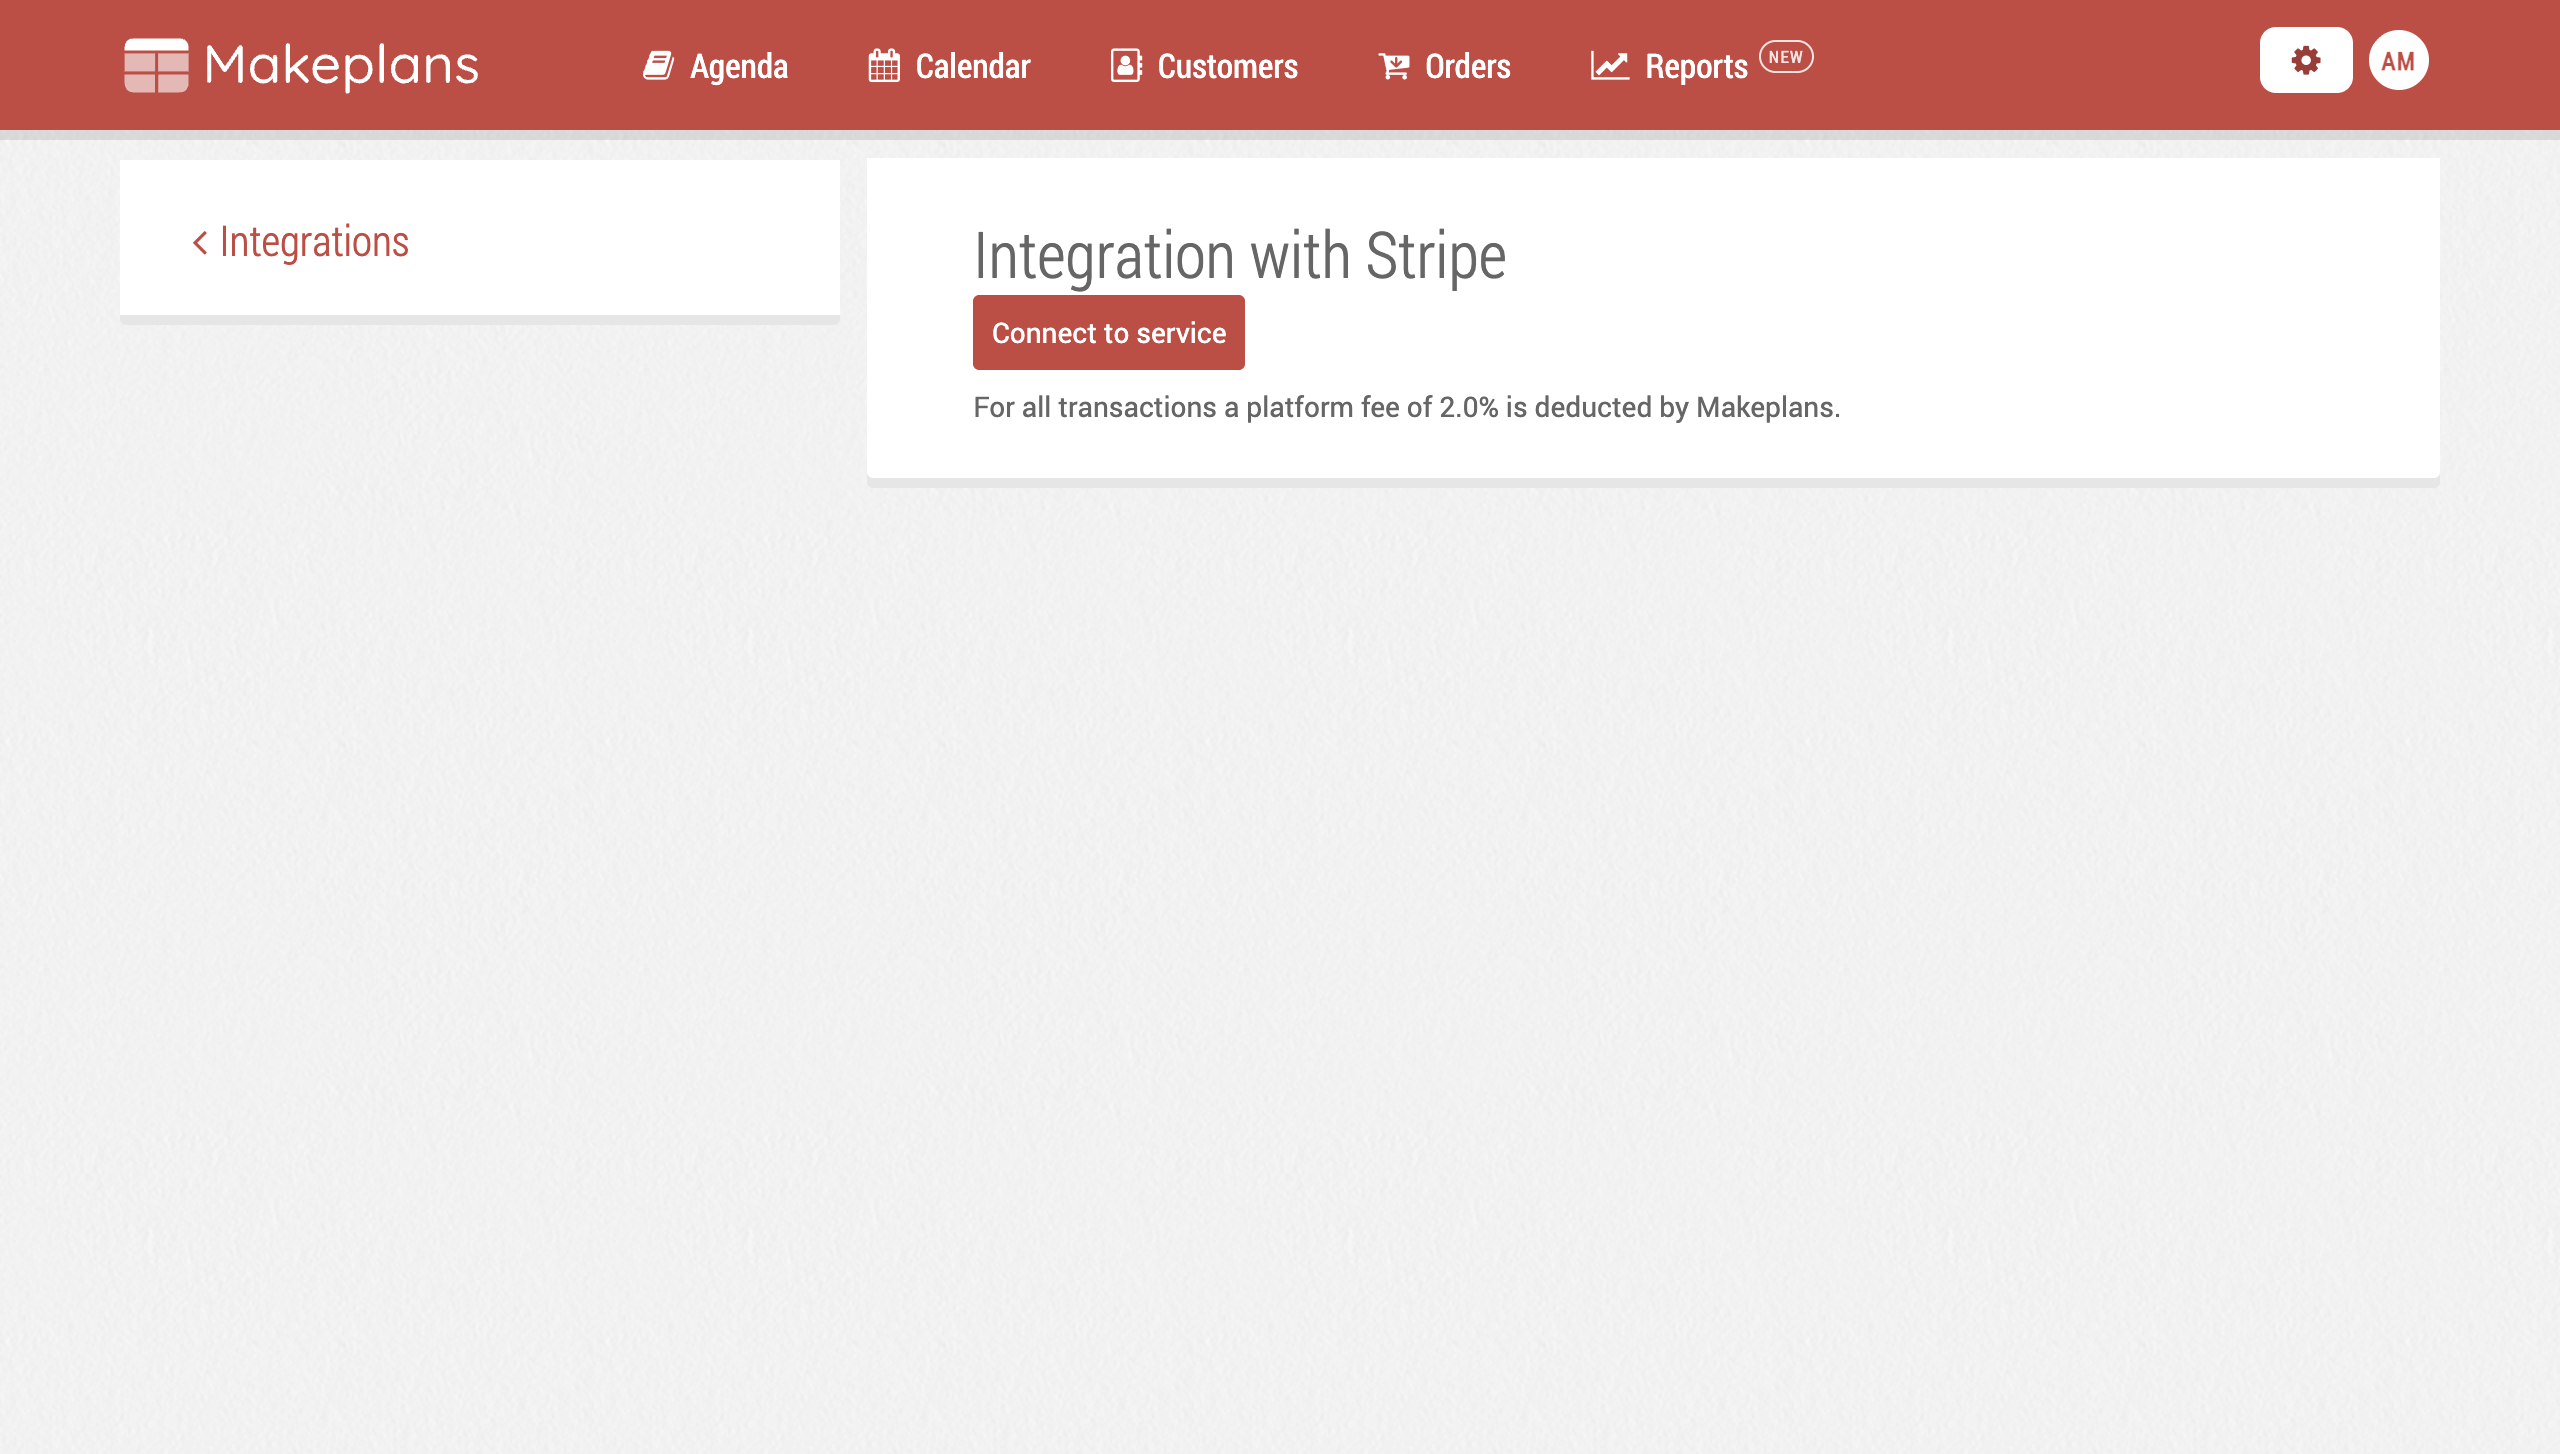 Makeplans
Agenda
Calendar
Customers
Orders
Reports NEW
AM
Integrations
Integration with Stripe
Connect to service
For all transactions a platform fee of 2.0% is deducted by Makeplans.